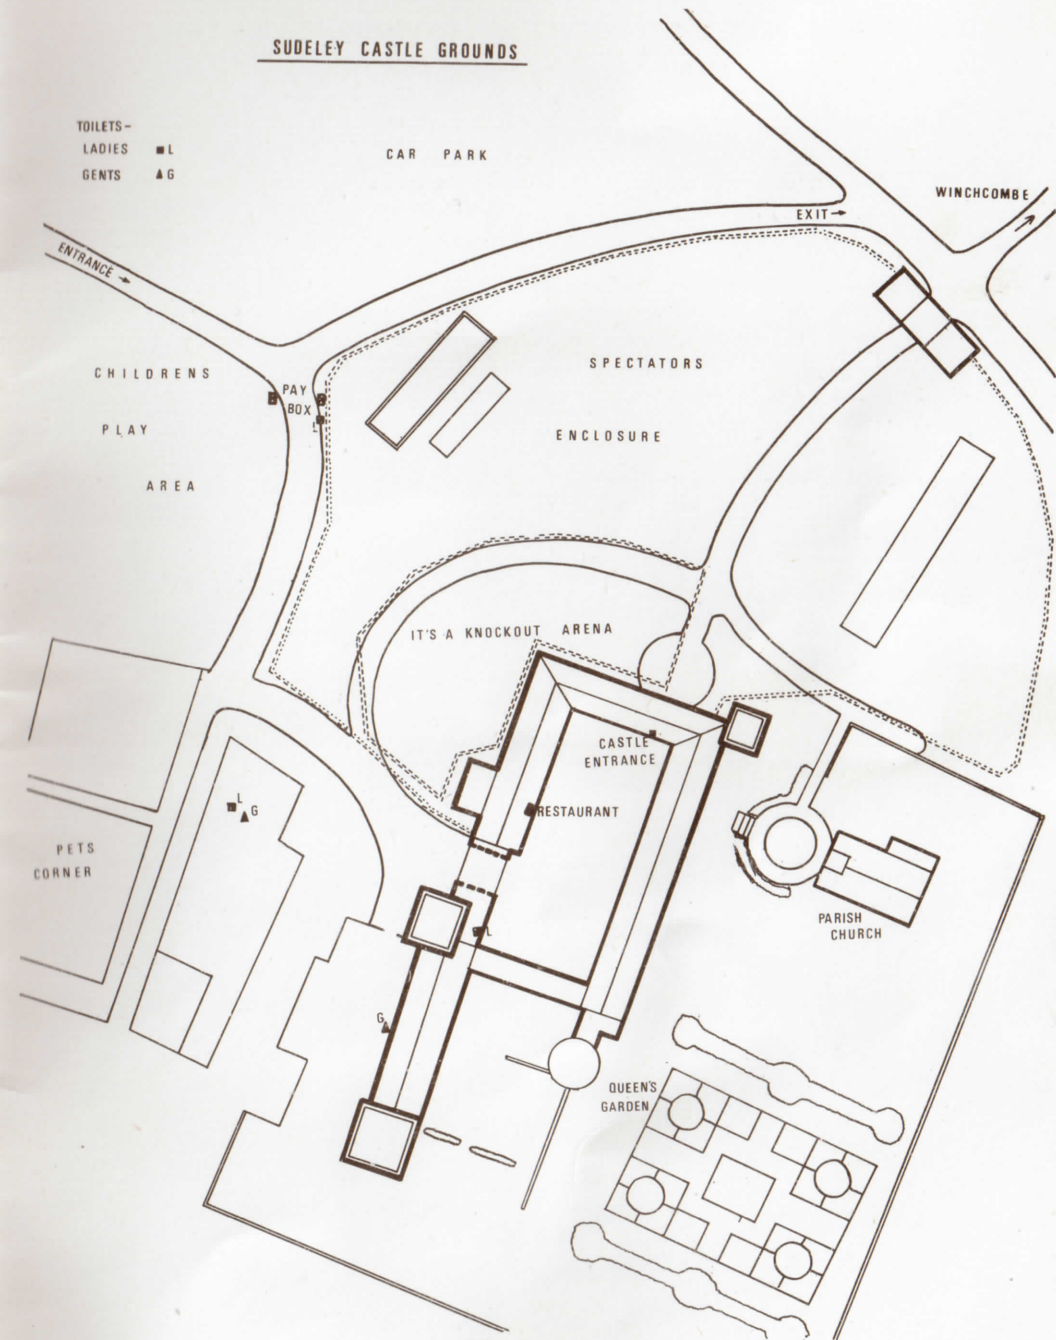 SUDELEY CASTLE GROUNDS
TOILETS-
LADIES ■ L
GENTS ▲ G
CAR PARK
WINCHCOMBE
EXIT →
ENTRANCE →
CHILDRENS
PLAY
AREA
PAY
BOX
L
SPECTATORS
ENCLOSURE
IT'S A KNOCKOUT ARENA
CASTLE
ENTRANCE
RESTAURANT
L
G
PETS
CORNER
PARISH
CHURCH
L
G
QUEEN'S
GARDEN